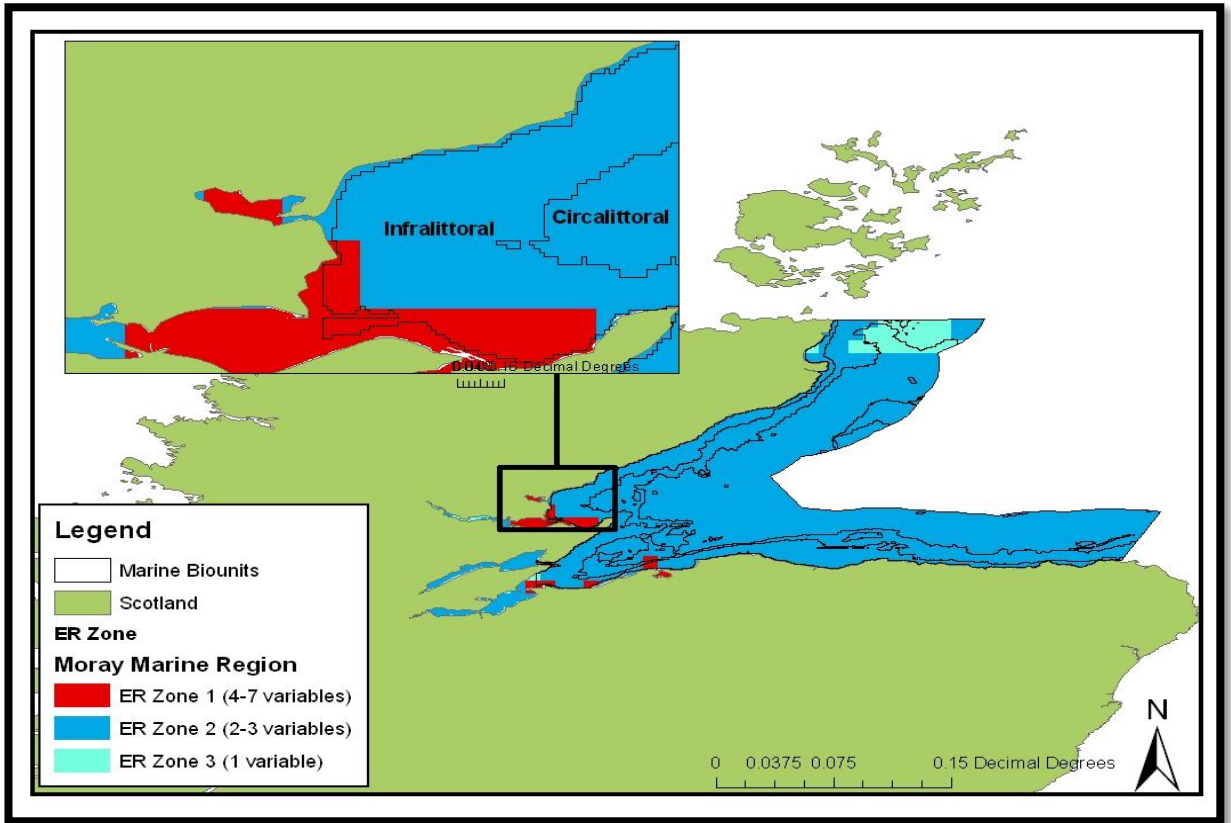 Infralittoral
Circalittoral
Decimal Degrees
Legend
Marine Biounits
Scotland
ER Zone
Moray Marine Region
ER Zone 1 (4-7 variables)
ER Zone 2 (2-3 variables)
ER Zone 3 (1 variable)
N
0 0.0375 0.075 0.15 Decimal Degrees